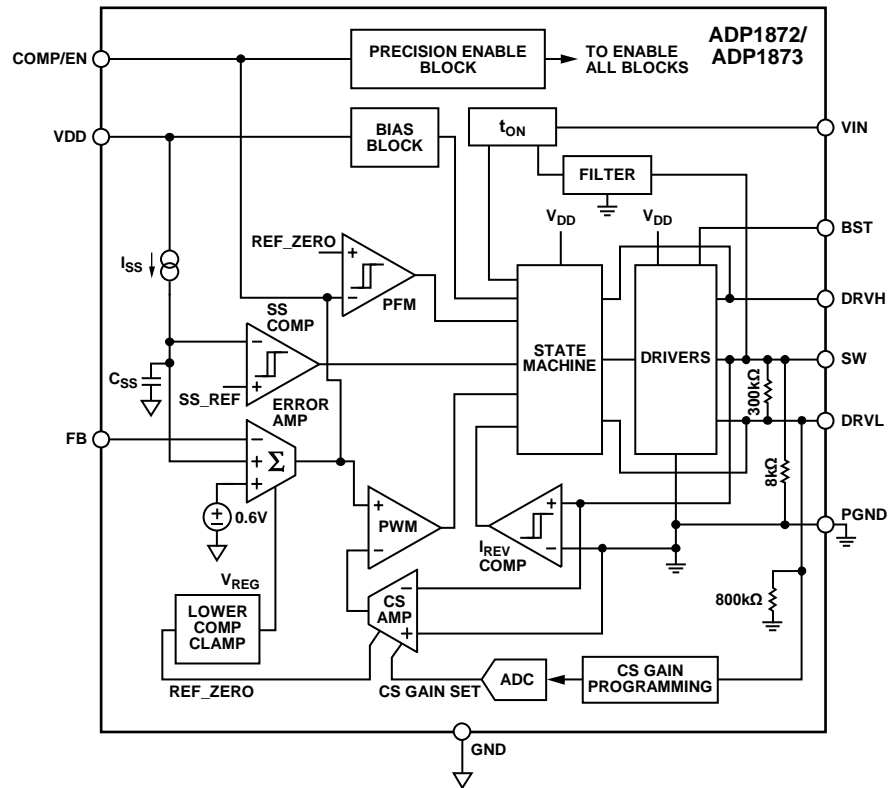 ADP1872/
ADP1873
COMP/EN
PRECISION ENABLE
BLOCK
TO ENABLE
ALL BLOCKS
VDD
BIAS
BLOCK
tON
VIN
FILTER
VDD
VDD
BST
REF_ZERO
+
−
PFM
ISS
DRVH
SS
COMP
−
+
STATE
MACHINE
DRIVERS
SW
CSS
SS_REF
300kΩ
ERROR
AMP
DRVL
FB
−
+
+
Σ
8kΩ
0.6V
+
−
PWM
+
−
IREV
COMP
PGND
VREG
LOWER
COMP
CLAMP
CS
AMP
−
+
800kΩ
REF_ZERO
CS GAIN SET
ADC
CS GAIN
PROGRAMMING
GND